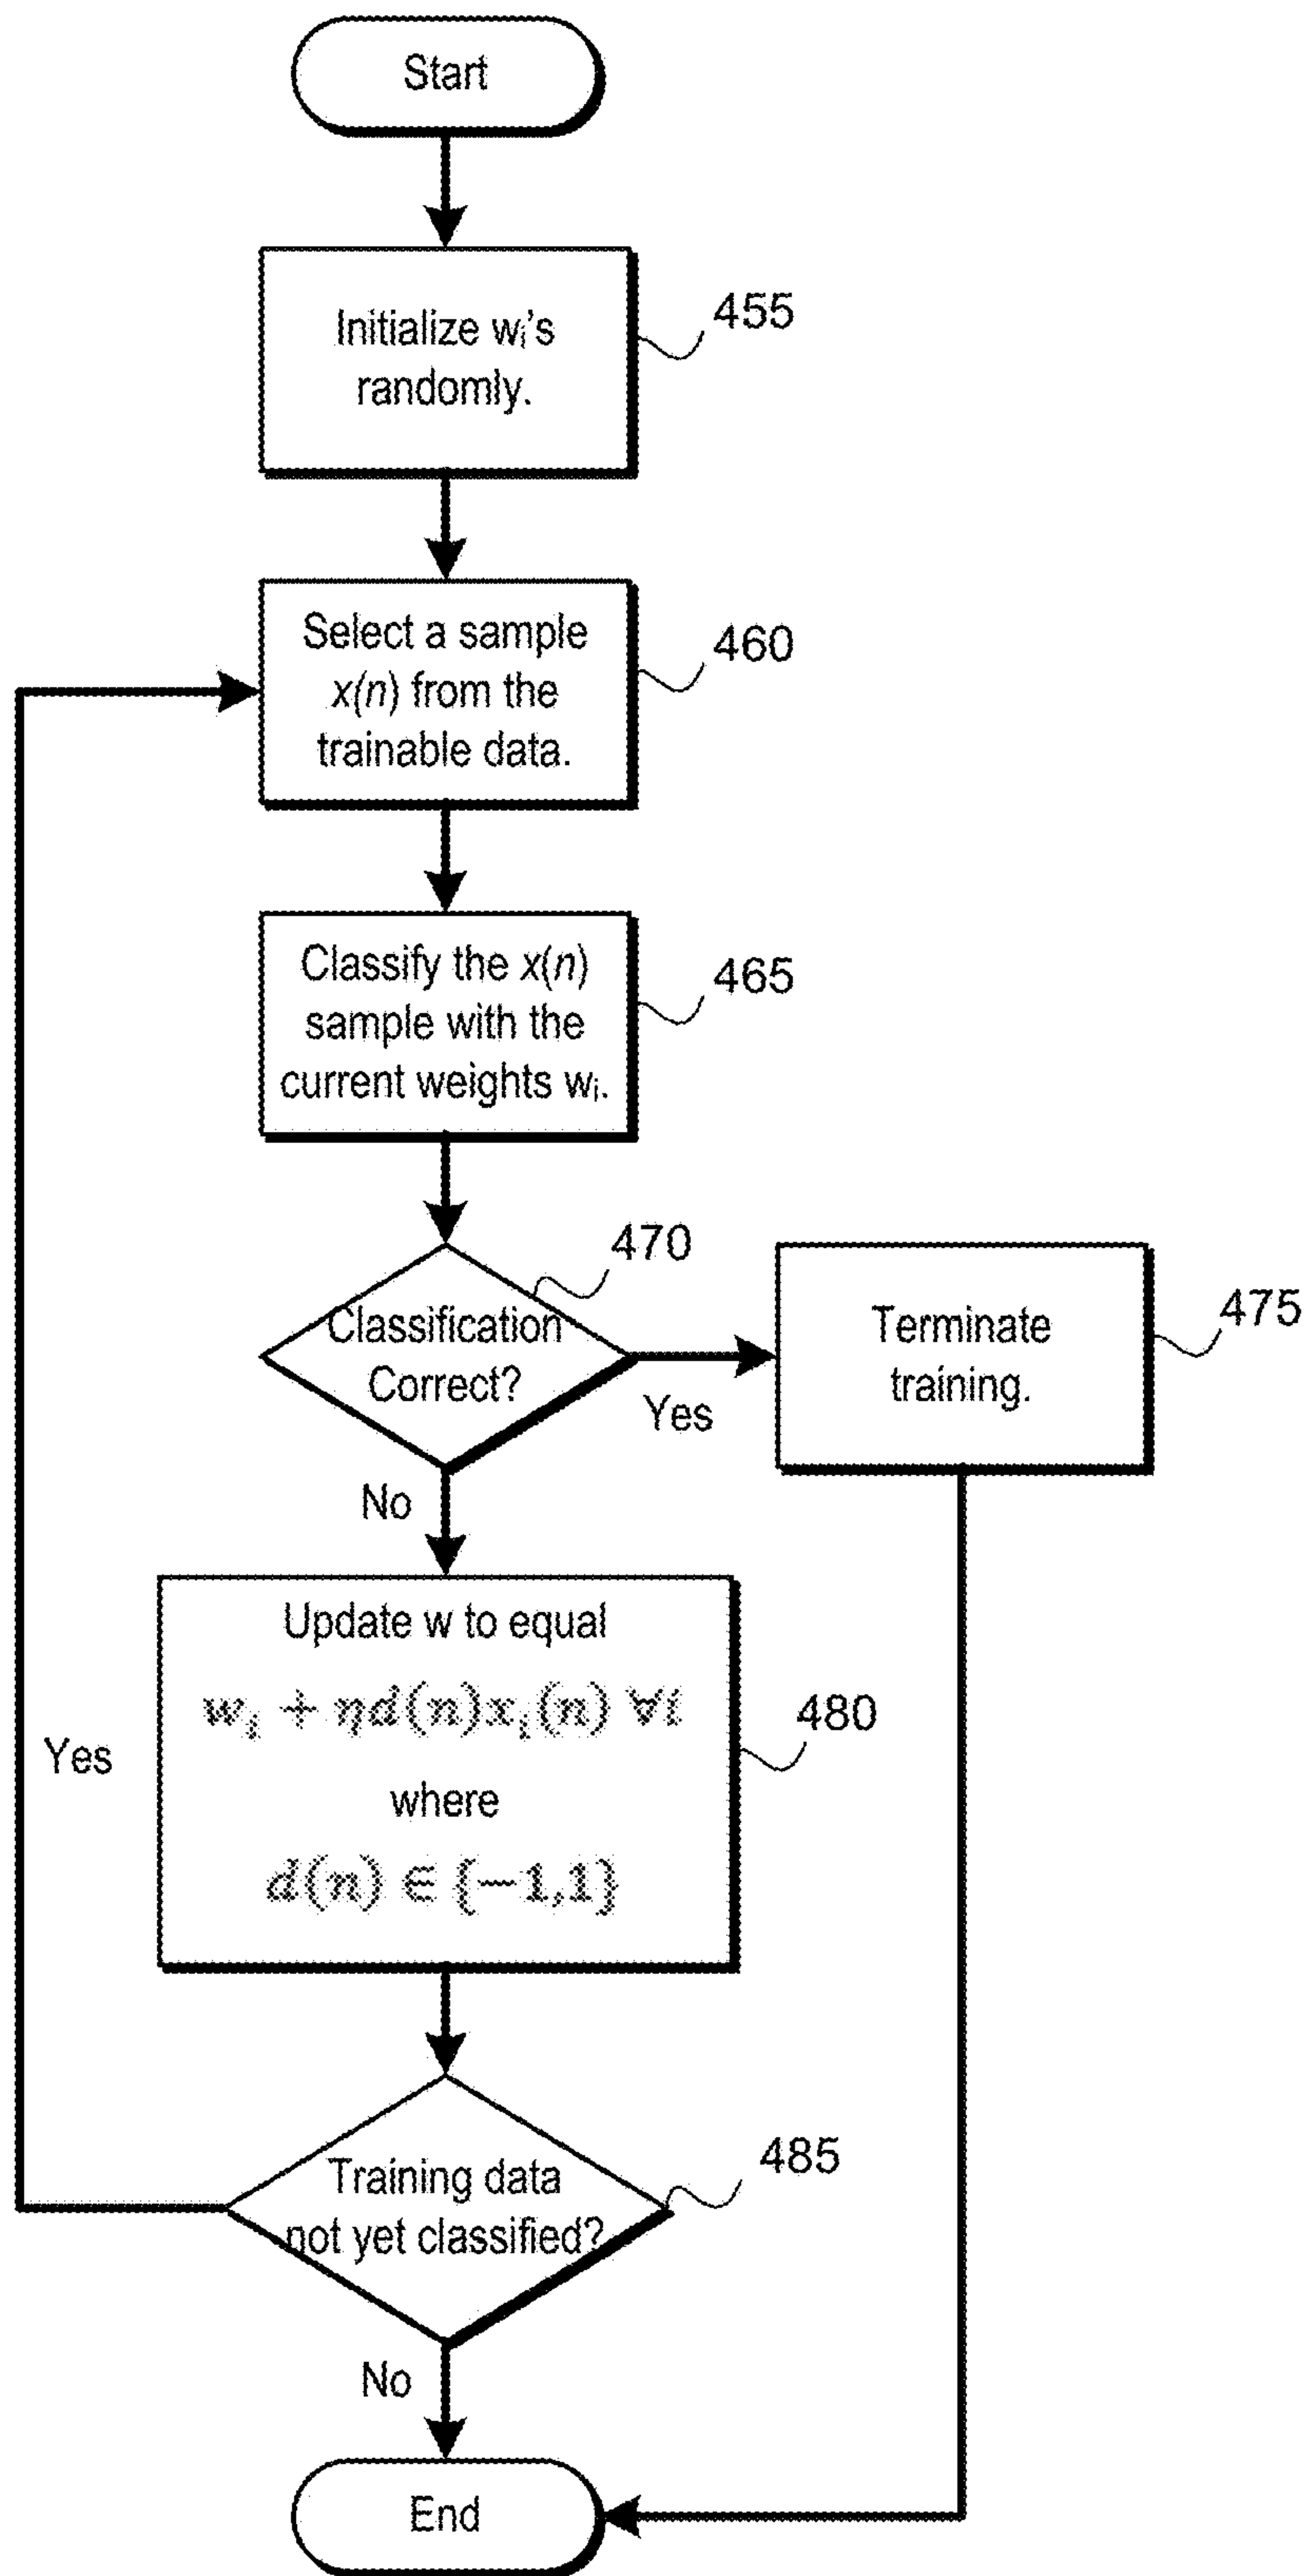 Start
Initialize wᵢ's
randomly.
455
Select a sample
x(n) from the
trainable data.
460
Classify the x(n)
sample with the
current weights wᵢ.
465
Classification
Correct?
470
Yes
Terminate
training.
475
No
Update w to equal
wᵢ + ηd(n)xᵢ(n) ∀i
where
d(n) ∈ {−1,1}
480
Yes
Training data
not yet classified?
485
No
End